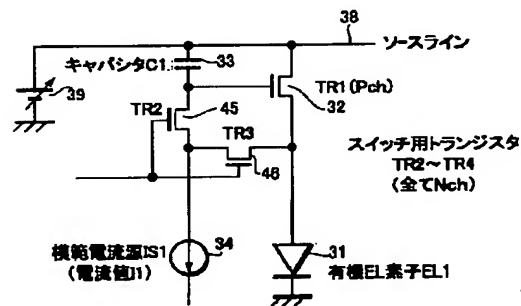 38
ソースライン
キャパシタC1.
33
39
TR1(Pch)
32
TR2
45
TR3
46
スイッチ用トランジスタ
TR2〜TR4
(全てNch)
模範電流源IS1
(電流値I1)
34
31
有機EL素子EL1